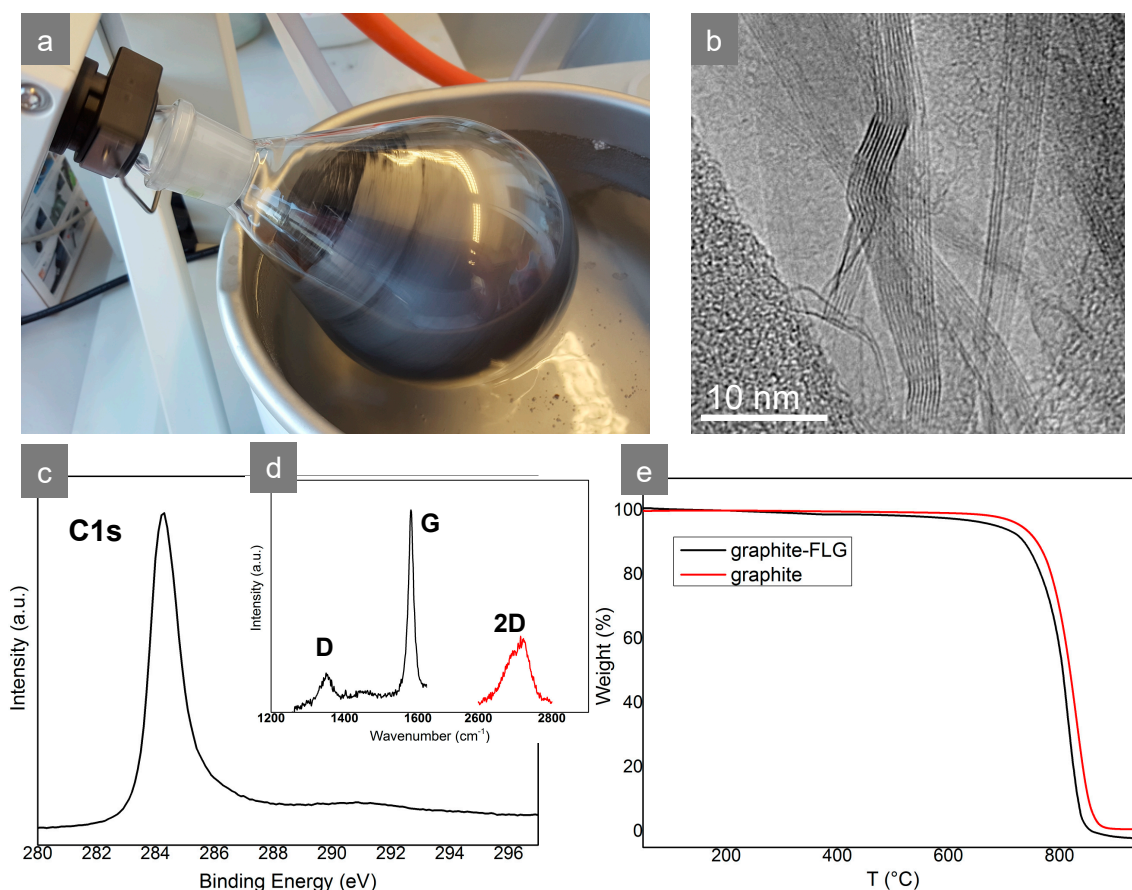 a
b
10 nm
c
C1s
Intensity (a.u.)
280
282
284
286
288
290
292
294
296
Binding Energy (eV)
d
D
G
2D
Intensity (a.u.)
1200
1400
1600
2600
2800
Wavenumber (cm⁻¹)
e
graphite-FLG
graphite
Weight (%)
100
80
60
40
20
0
200
400
600
800
T (°C)